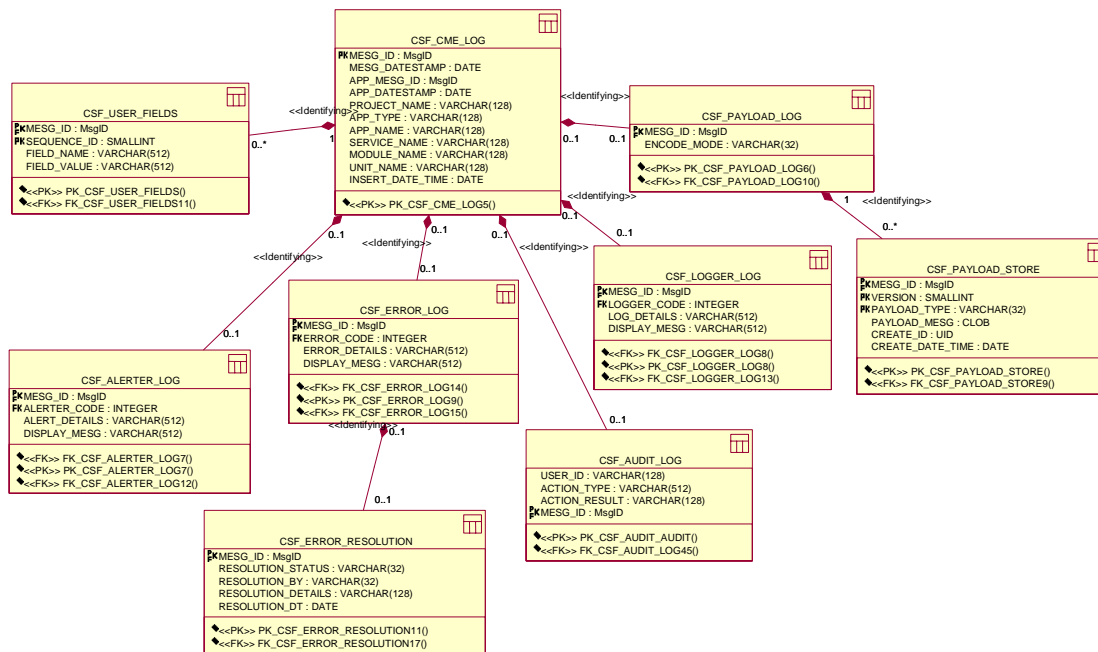 CSF_CME_LOG
PK MESG_ID : MsgID
MESG_DATESTAMP : DATE
APP_MESG_ID : MsgID
APP_DATESTAMP : DATE
PROJECT_NAME : VARCHAR(128)
APP_TYPE : VARCHAR(128)
APP_NAME : VARCHAR(128)
SERVICE_NAME : VARCHAR(128)
MODULE_NAME : VARCHAR(128)
UNIT_NAME : VARCHAR(128)
INSERT_DATE_TIME : DATE
<<PK>> PK_CSF_CME_LOG5()
CSF_USER_FIELDS
PFK MESG_ID : MsgID
PK SEQUENCE_ID : SMALLINT
FIELD_NAME : VARCHAR(512)
FIELD_VALUE : VARCHAR(512)
<<PK>> PK_CSF_USER_FIELDS()
<<FK>> FK_CSF_USER_FIELDS11()
<<Identifying>>
0..*
1
<<Identifying>>
0..1
0..1
CSF_PAYLOAD_LOG
PFK MESG_ID : MsgID
ENCODE_MODE : VARCHAR(32)
<<PK>> PK_CSF_PAYLOAD_LOG6()
<<FK>> FK_CSF_PAYLOAD_LOG10()
<<Identifying>>
1
0..*
CSF_PAYLOAD_STORE
PFK MESG_ID : MsgID
PK VERSION : SMALLINT
PK PAYLOAD_TYPE : VARCHAR(32)
PAYLOAD_MESG : CLOB
CREATE_ID : UID
CREATE_DATE_TIME : DATE
<<PK>> PK_CSF_PAYLOAD_STORE()
<<FK>> FK_CSF_PAYLOAD_STORE9()
<<Identifying>>
0..1
0..1
CSF_LOGGER_LOG
PFK MESG_ID : MsgID
FK LOGGER_CODE : INTEGER
LOG_DETAILS : VARCHAR(512)
DISPLAY_MESG : VARCHAR(512)
<<FK>> FK_CSF_LOGGER_LOG8()
<<PK>> PK_CSF_LOGGER_LOG8()
<<FK>> FK_CSF_LOGGER_LOG13()
<<Identifying>>
0..1
0..1
CSF_ERROR_LOG
PFK MESG_ID : MsgID
FK ERROR_CODE : INTEGER
ERROR_DETAILS : VARCHAR(512)
DISPLAY_MESG : VARCHAR(512)
<<FK>> FK_CSF_ERROR_LOG14()
<<PK>> PK_CSF_ERROR_LOG9()
<<FK>> FK_CSF_ERROR_LOG15()
<<Identifying>>
0..1
0..1
CSF_ALERTER_LOG
PFK MESG_ID : MsgID
FK ALERTER_CODE : INTEGER
ALERT_DETAILS : VARCHAR(512)
DISPLAY_MESG : VARCHAR(512)
<<FK>> FK_CSF_ALERTER_LOG7()
<<PK>> PK_CSF_ALERTER_LOG7()
<<FK>> FK_CSF_ALERTER_LOG12()
<<Identifying>>
0..1
0..1
CSF_AUDIT_LOG
USER_ID : VARCHAR(128)
ACTION_TYPE : VARCHAR(512)
ACTION_RESULT : VARCHAR(128)
PFK MESG_ID : MsgID
<<PK>> PK_CSF_AUDIT_AUDIT()
<<FK>> FK_CSF_AUDIT_LOG45()
<<Identifying>>
0..1
0..1
CSF_ERROR_RESOLUTION
PFK MESG_ID : MsgID
RESOLUTION_STATUS : VARCHAR(32)
RESOLUTION_BY : VARCHAR(32)
RESOLUTION_DETAILS : VARCHAR(128)
RESOLUTION_DT : DATE
<<PK>> PK_CSF_ERROR_RESOLUTION11()
<<FK>> FK_CSF_ERROR_RESOLUTION17()